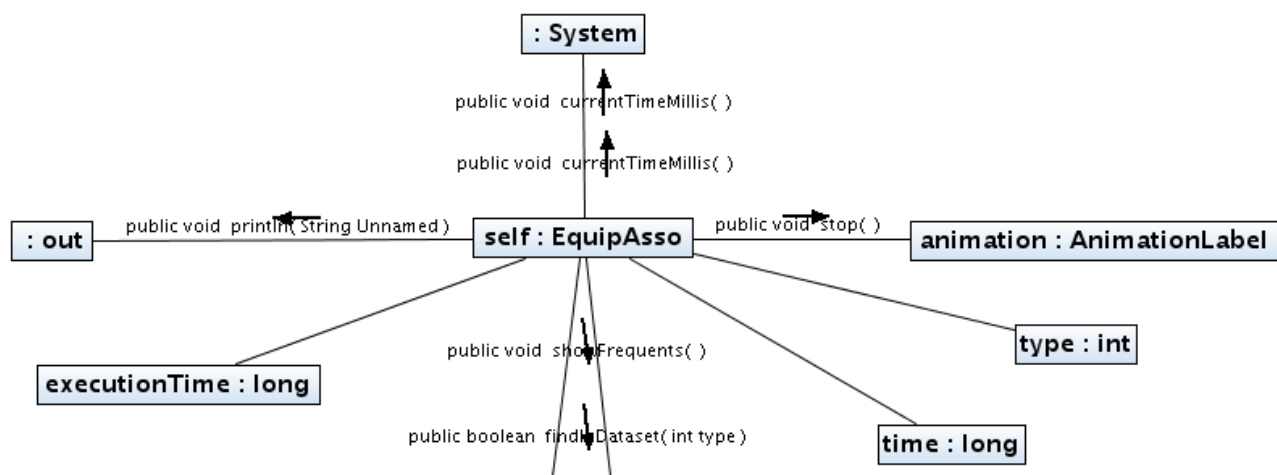 : System
public void currentTimeMillis( )
public void currentTimeMillis( )
: out
public void println( String Unnamed )
self : EquipAsso
public void stop( )
animation : AnimationLabel
type : int
public void showFrequents( )
executionTime : long
public boolean findInDataset( int type )
time : long